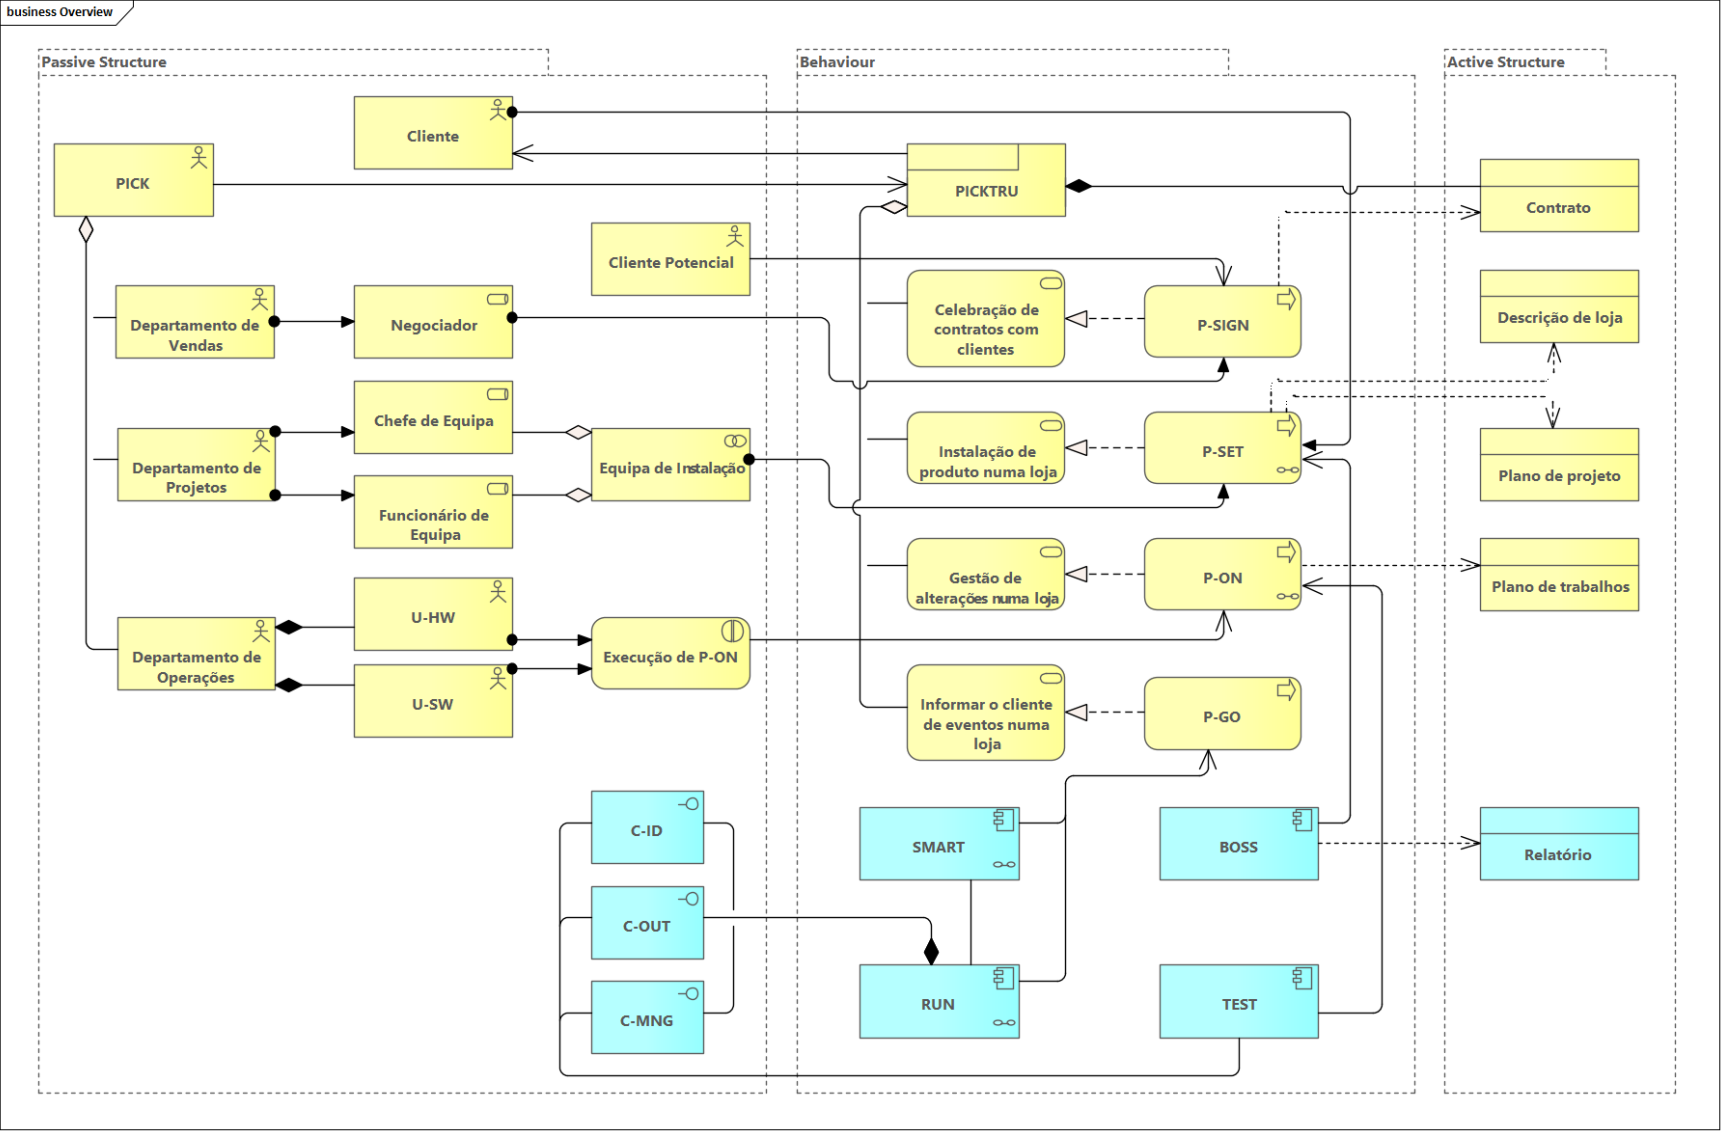 business Overview
Passive Structure
Behaviour
Active Structure
Cliente
PICK
PICKTRU
Contrato
Cliente Potencial
Departamento de
Vendas
Negociador
Celebração de
contratos com
clientes
P-SIGN
Descrição de loja
Chefe de Equipa
Departamento de
Projetos
Equipa de Instalação
Funcionário de
Equipa
Instalação de
produto numa loja
P-SET
Plano de projeto
Gestão de
alterações numa loja
P-ON
Plano de trabalhos
U-HW
Departamento de
Operações
Execução de P-ON
U-SW
Informar o cliente
de eventos numa
loja
P-GO
C-ID
SMART
BOSS
Relatório
C-OUT
C-MNG
RUN
TEST